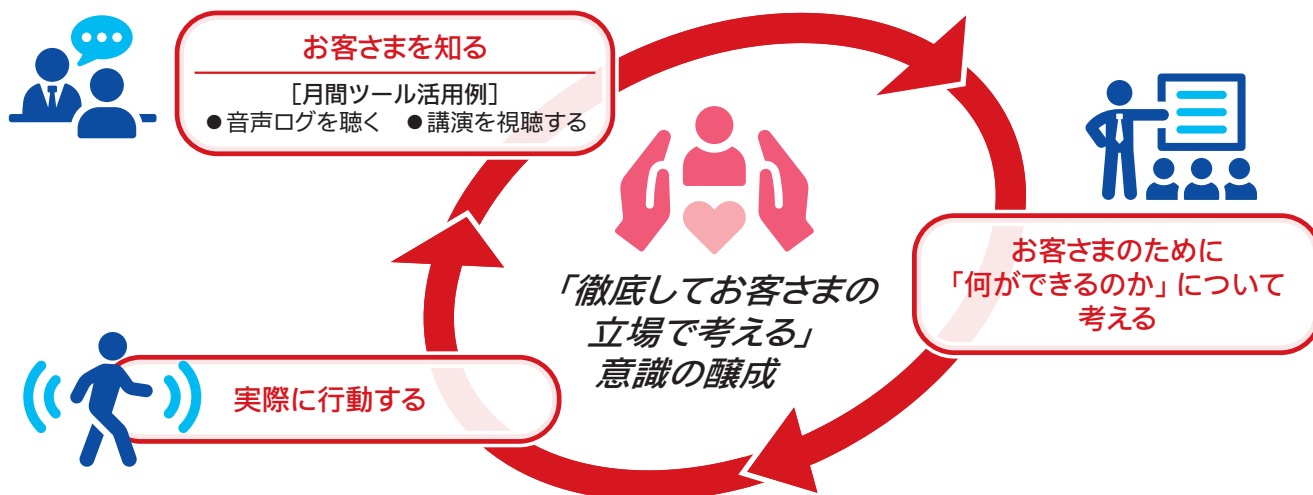 お客さまを知る
［月間ツール活用例］
●音声ログを聴く ●講演を視聴する
お客さまのために
「何ができるのか」について
考える
「徹底してお客さまの
立場で考える」
意識の醸成
実際に行動する